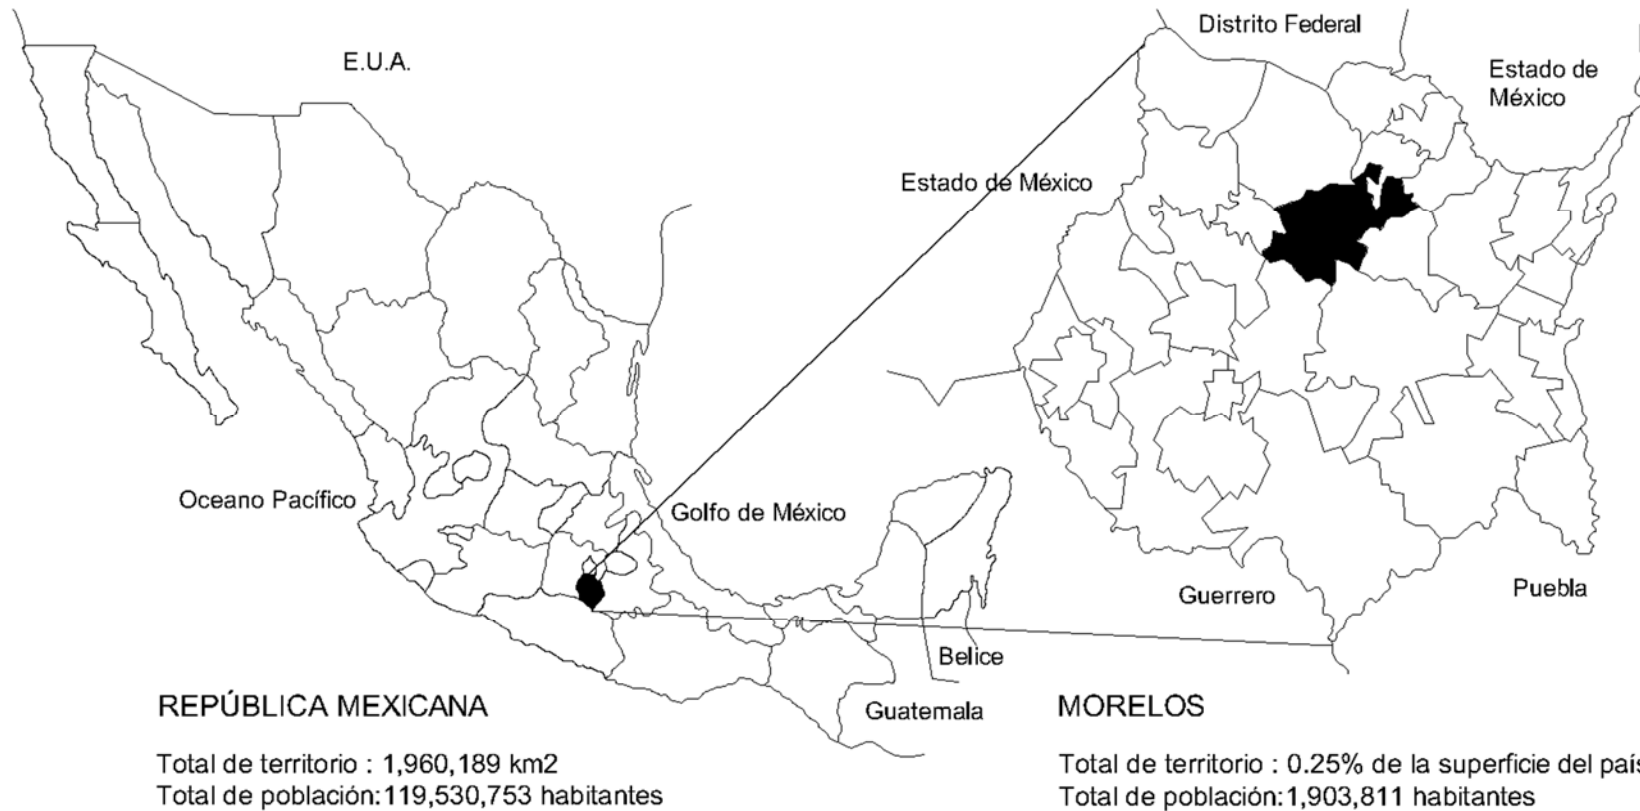 Distrito Federal
E.U.A.
Estado de
México
Estado de México
Oceano Pacífico
Golfo de México
Guerrero
Puebla
Belice
Guatemala
REPÚBLICA MEXICANA
Total de territorio : 1,960,189 km2
Total de población:119,530,753 habitantes
MORELOS
Total de territorio : 0.25% de la superficie del país
Total de población:1,903,811 habitantes